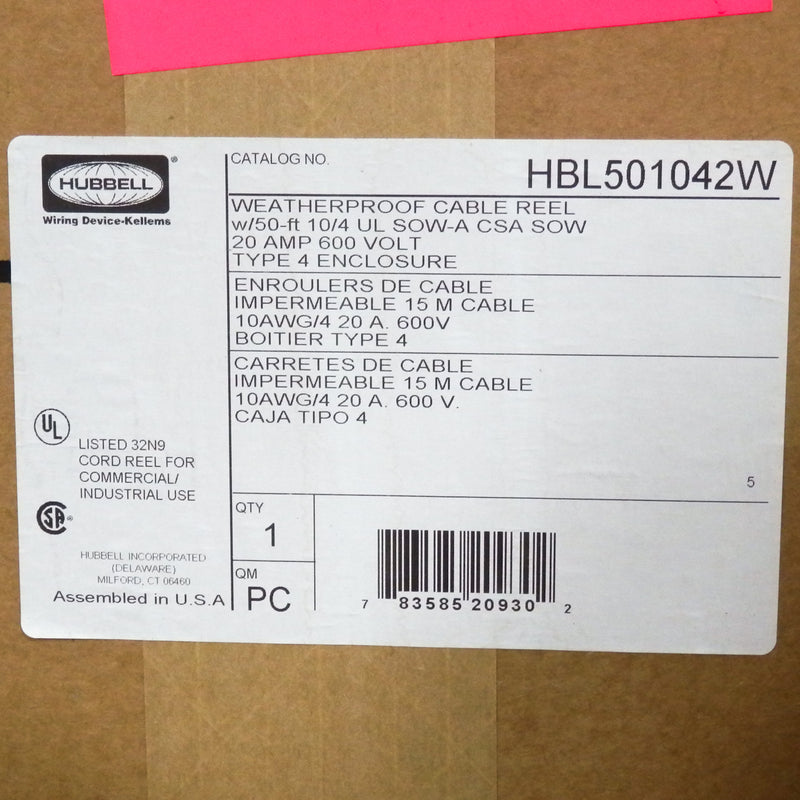 HUBBELL
®
Wiring Device-Kellems
CATALOG NO.
HBL501042W
WEATHERPROOF CABLE REEL
w/50-ft 10/4 UL SOW-A CSA SOW
20 AMP 600 VOLT
TYPE 4 ENCLOSURE
ENROULERS DE CABLE
IMPERMEABLE 15 M CABLE
10AWG/4 20 A. 600V
BOITIER TYPE 4
CARRETES DE CABLE
IMPERMEABLE 15 M CABLE
10AWG/4 20 A. 600 V.
CAJA TIPO 4
5
UL
LISTED 32N9
CORD REEL FOR
COMMERCIAL/
INDUSTRIAL USE
SA®
HUBBELL INCORPORATED
(DELAWARE)
MILFORD, CT 06460
Assembled in U.S.A
QTY
1
QM
PC
7 83585 20930 2